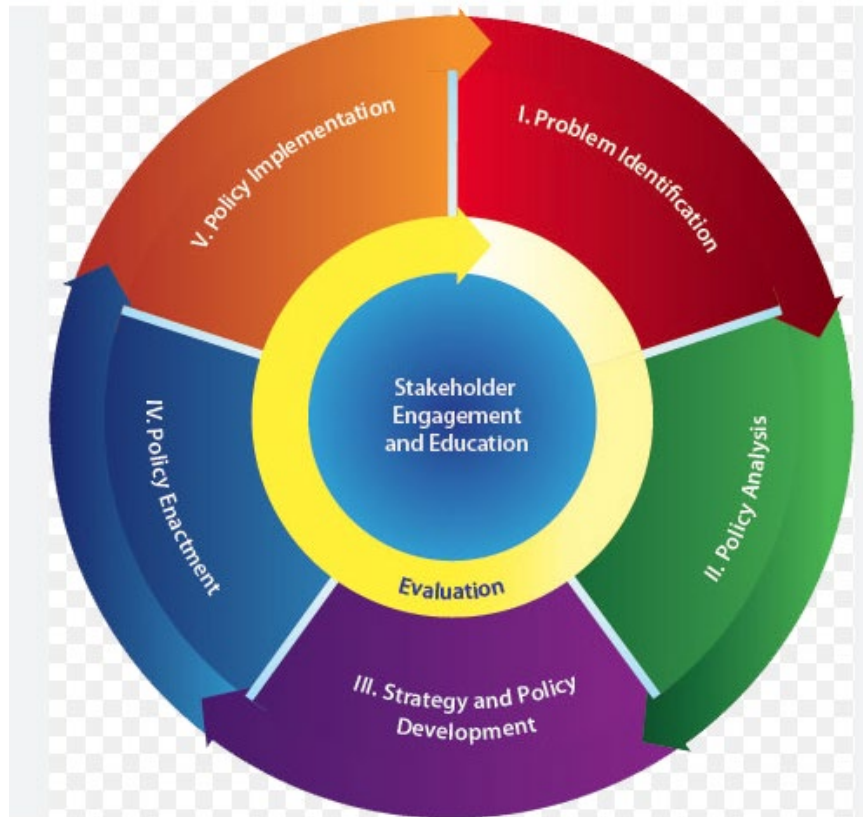 I. Problem Identification
II. Policy Analysis
III. Strategy and Policy
Development
IV. Policy Enactment
V. Policy Implementation
Evaluation
Stakeholder
Engagement
and Education